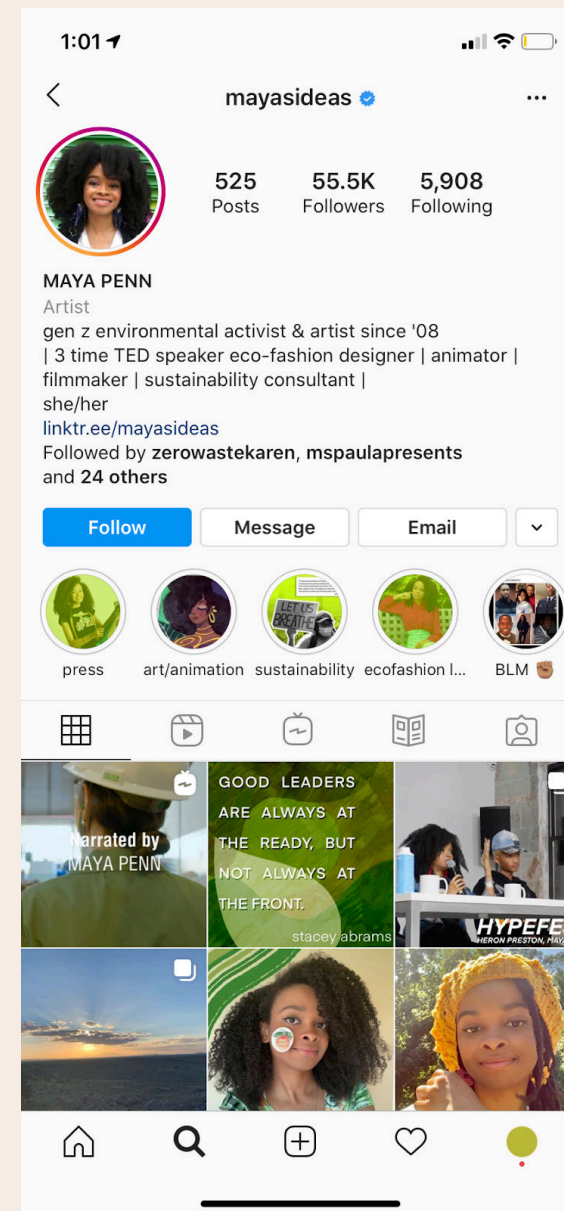 1:01
mayasideas
525 55.5K 5,908
Posts Followers Following
MAYA PENN
Artist
gen z environmental activist & artist since '08
| 3 time TED speaker eco-fashion designer | animator |
filmmaker | sustainability consultant |
she/her
linktr.ee/mayasideas
Followed by zerowastekaren, mspaulapresents
and 24 others
Follow Message Email
LET US
BREATHE
press art/animation sustainability ecofashion l... BLM ✊🏽
Narrated by
MAYA PENN
GOOD LEADERS
ARE ALWAYS AT
THE READY, BUT
NOT ALWAYS AT
THE FRONT.
stacey abrams
HYPEFE
HERON PRESTON, MAY